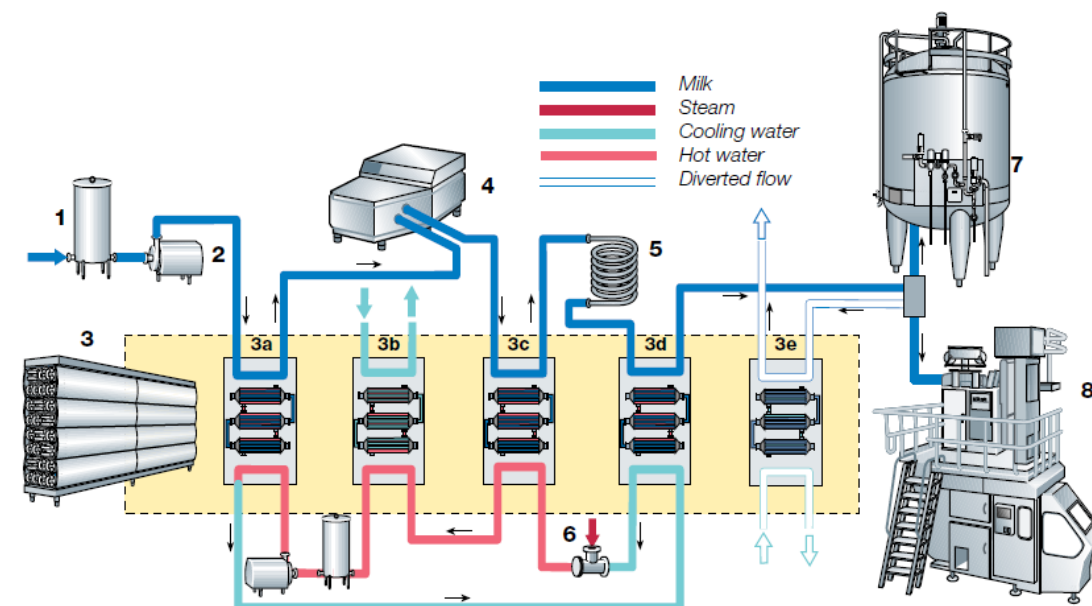 Milk
Steam
Cooling water
Hot water
Diverted flow
1
2
3
4
5
7
3a
3b
3c
3d
3e
8
6